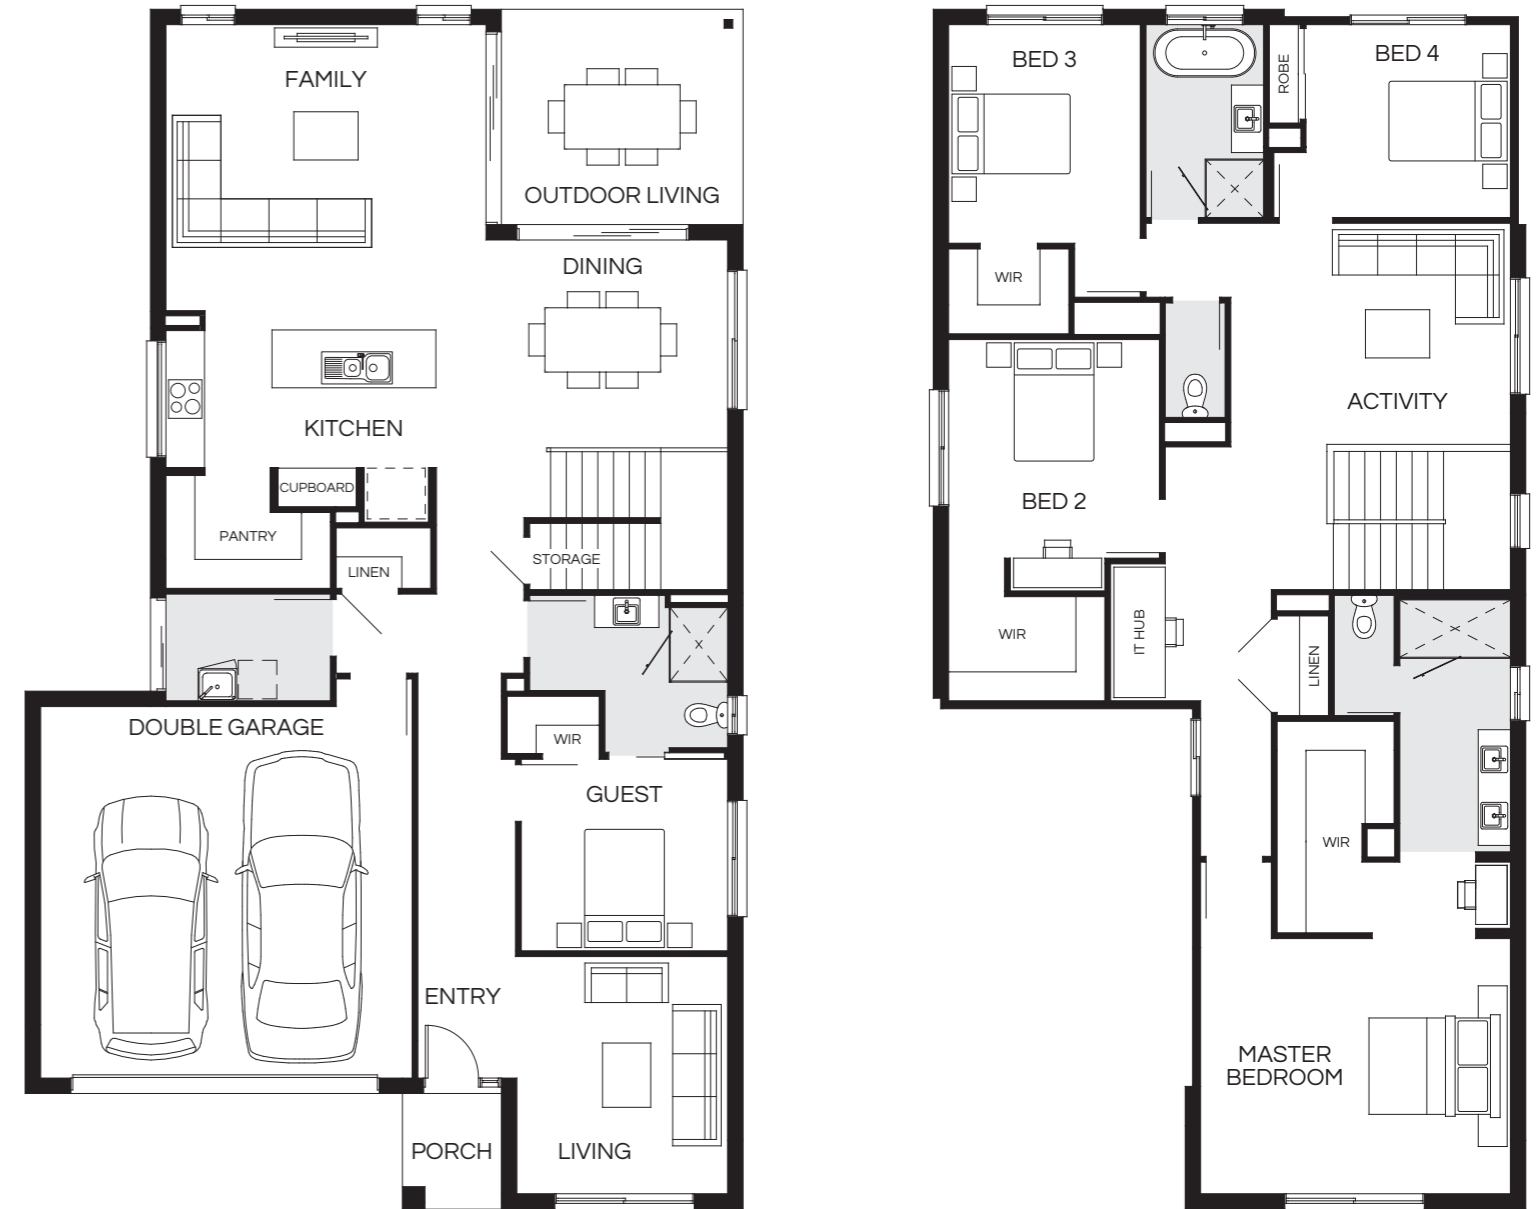 FAMILY
OUTDOOR LIVING
DINING
KITCHEN
CUPBOARD
PANTRY
LINEN
STORAGE
DOUBLE GARAGE
WIR
GUEST
ENTRY
PORCH
LIVING
BED 3
ROBE
BED 4
WIR
ACTIVITY
BED 2
WIR
IT HUB
LINEN
WIR
MASTER
BEDROOM